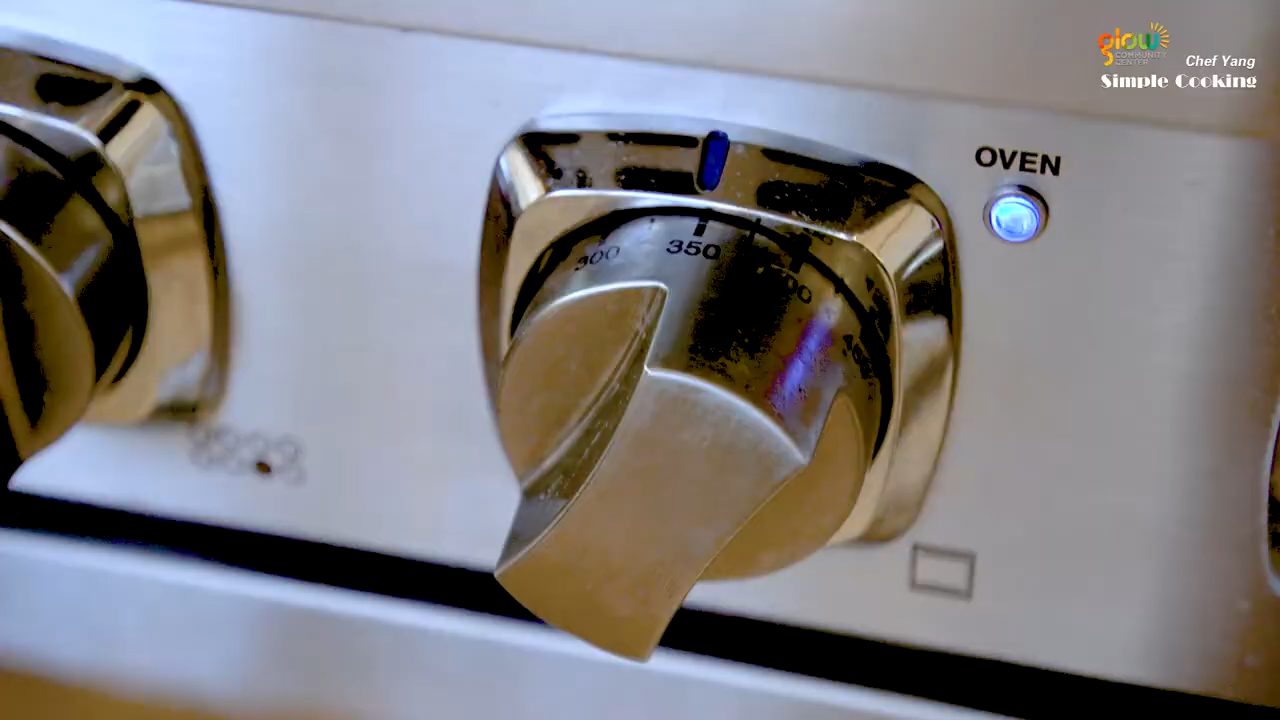 glow
COMMUNITY
CENTER
Chef Yang
Simple Cooking
OVEN
300
350